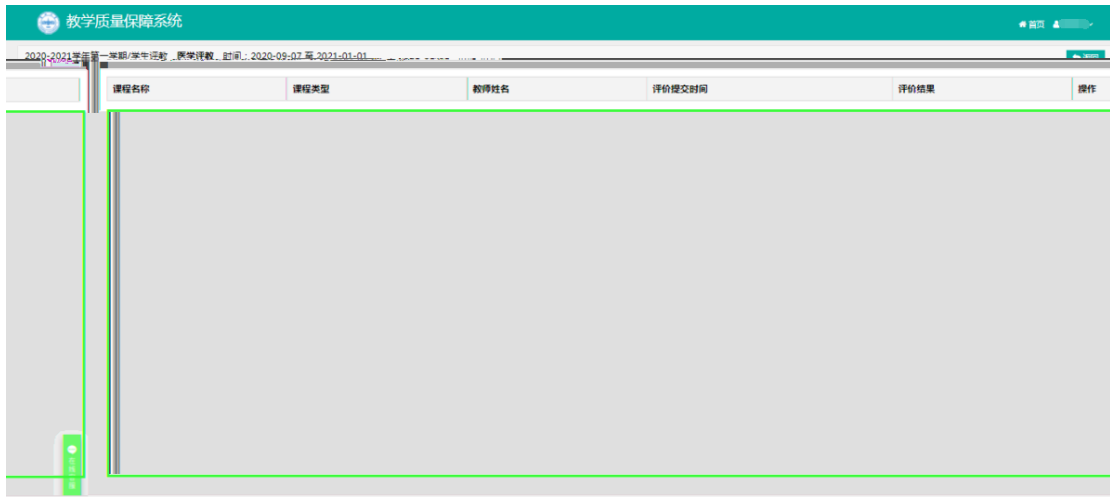 教学质量保障系统
首页
2020-2021学年第一学期/学生评教 医学评教 时间：2020-09-07 至 2021-01-01
课程名称 课程类型 教师姓名 评价提交时间 评价结果 操作